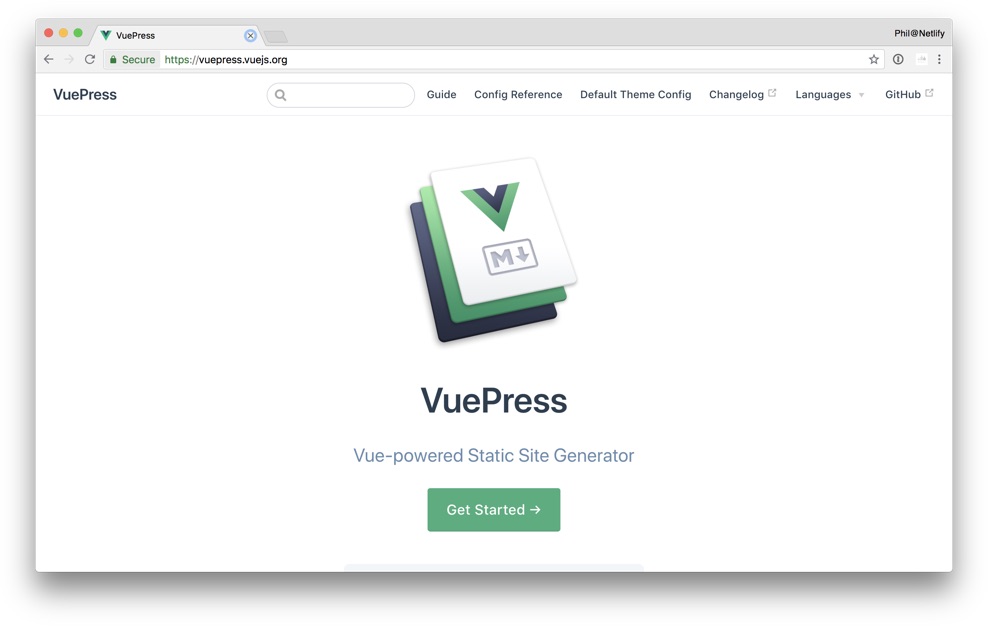 VuePress
Phil@Netlify
Secure https://vuepress.vuejs.org
VuePress Guide Config Reference Default Theme Config Changelog Languages GitHub
M
VuePress
Vue-powered Static Site Generator
Get Started →